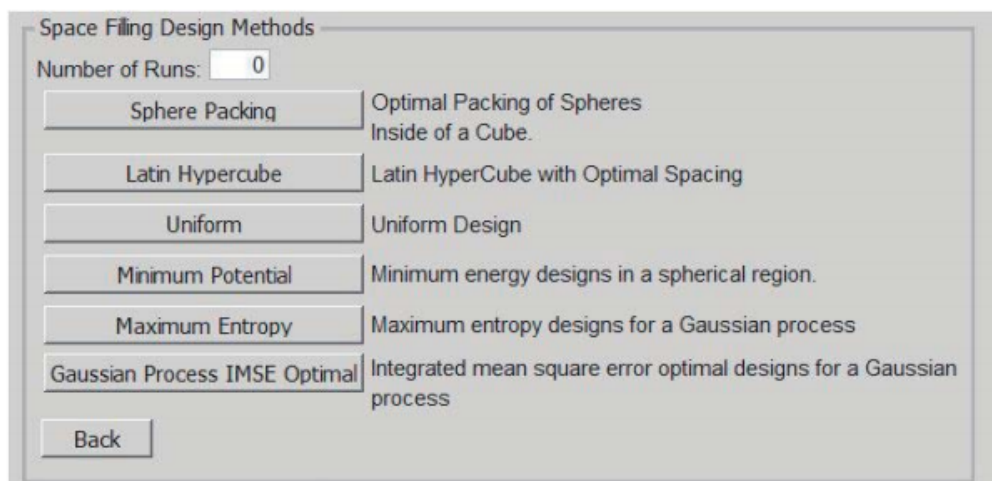 Space Filling Design Methods
Number of Runs: 0
Sphere Packing Optimal Packing of Spheres
Inside of a Cube.
Latin Hypercube Latin HyperCube with Optimal Spacing
Uniform Uniform Design
Minimum Potential Minimum energy designs in a spherical region.
Maximum Entropy Maximum entropy designs for a Gaussian process
Gaussian Process IMSE Optimal Integrated mean square error optimal designs for a Gaussian
process
Back